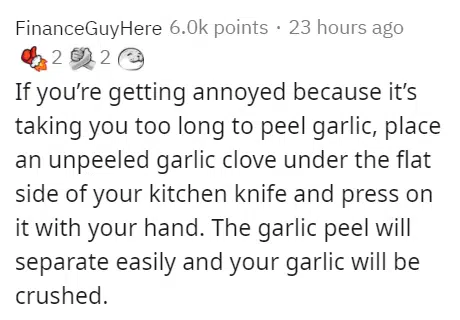 FinanceGuyHere 6.0k points · 23 hours ago
2 2
If you’re getting annoyed because it’s
taking you too long to peel garlic, place
an unpeeled garlic clove under the flat
side of your kitchen knife and press on
it with your hand. The garlic peel will
separate easily and your garlic will be
crushed.